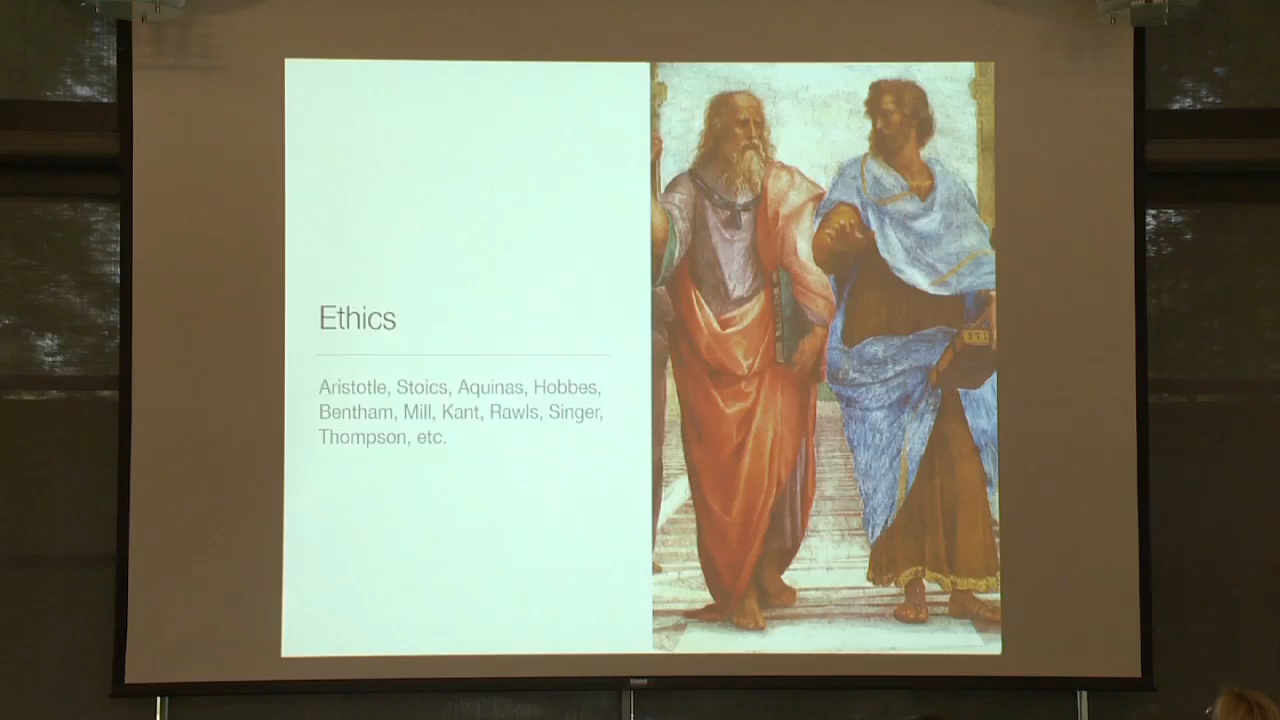 Ethics
Aristotle, Stoics, Aquinas, Hobbes,
Bentham, Mill, Kant, Rawls, Singer,
Thompson, etc.